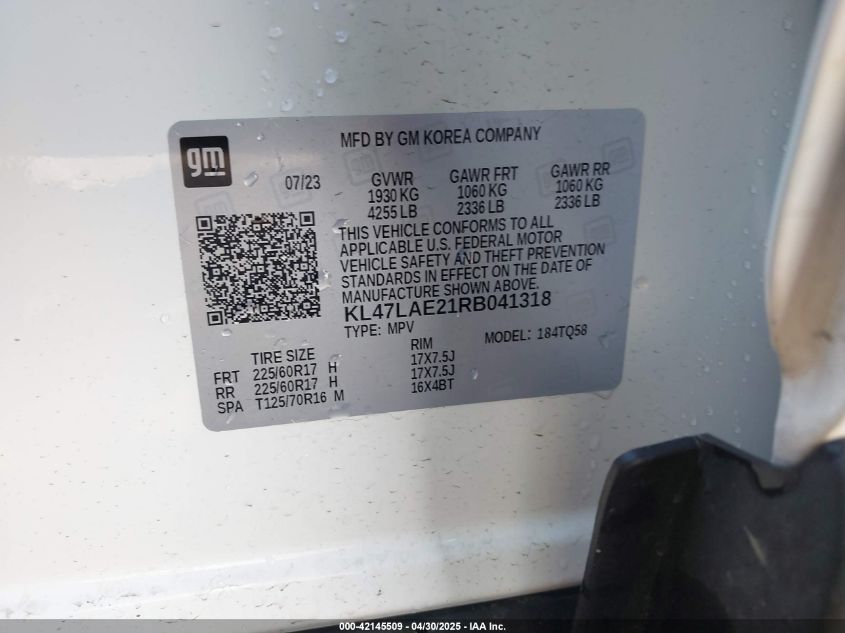 MFD BY GM KOREA COMPANY
gm
07/23
GVWR GAWR FRT GAWR RR
1930 KG 1060 KG 1060 KG
4255 LB 2336 LB 2336 LB
THIS VEHICLE CONFORMS TO ALL
APPLICABLE U.S. FEDERAL MOTOR
VEHICLE SAFETY AND THEFT PREVENTION
STANDARDS IN EFFECT ON THE DATE OF
MANUFACTURE SHOWN ABOVE.
KL47LAE21RB041318
TYPE: MPV MODEL: 184TQ58
TIRE SIZE RIM
FRT 225/60R17 H 17X7.5J
RR 225/60R17 H 17X7.5J
SPA T125/70R16 M 16X4BT
000-42145509 - 04/30/2025 - IAA Inc.